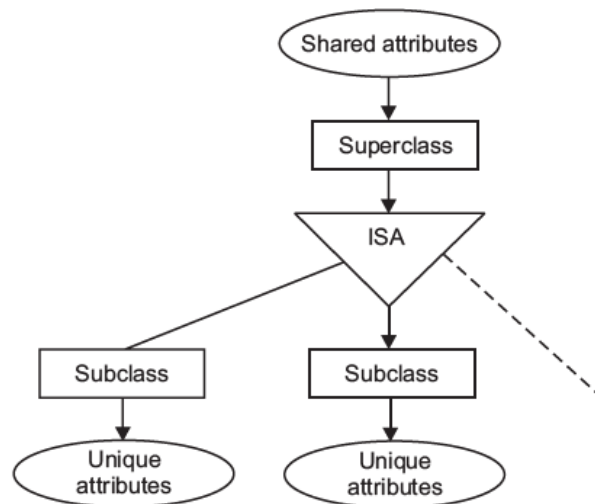 Shared attributes
Superclass
ISA
Subclass
Subclass
Unique
attributes
Unique
attributes